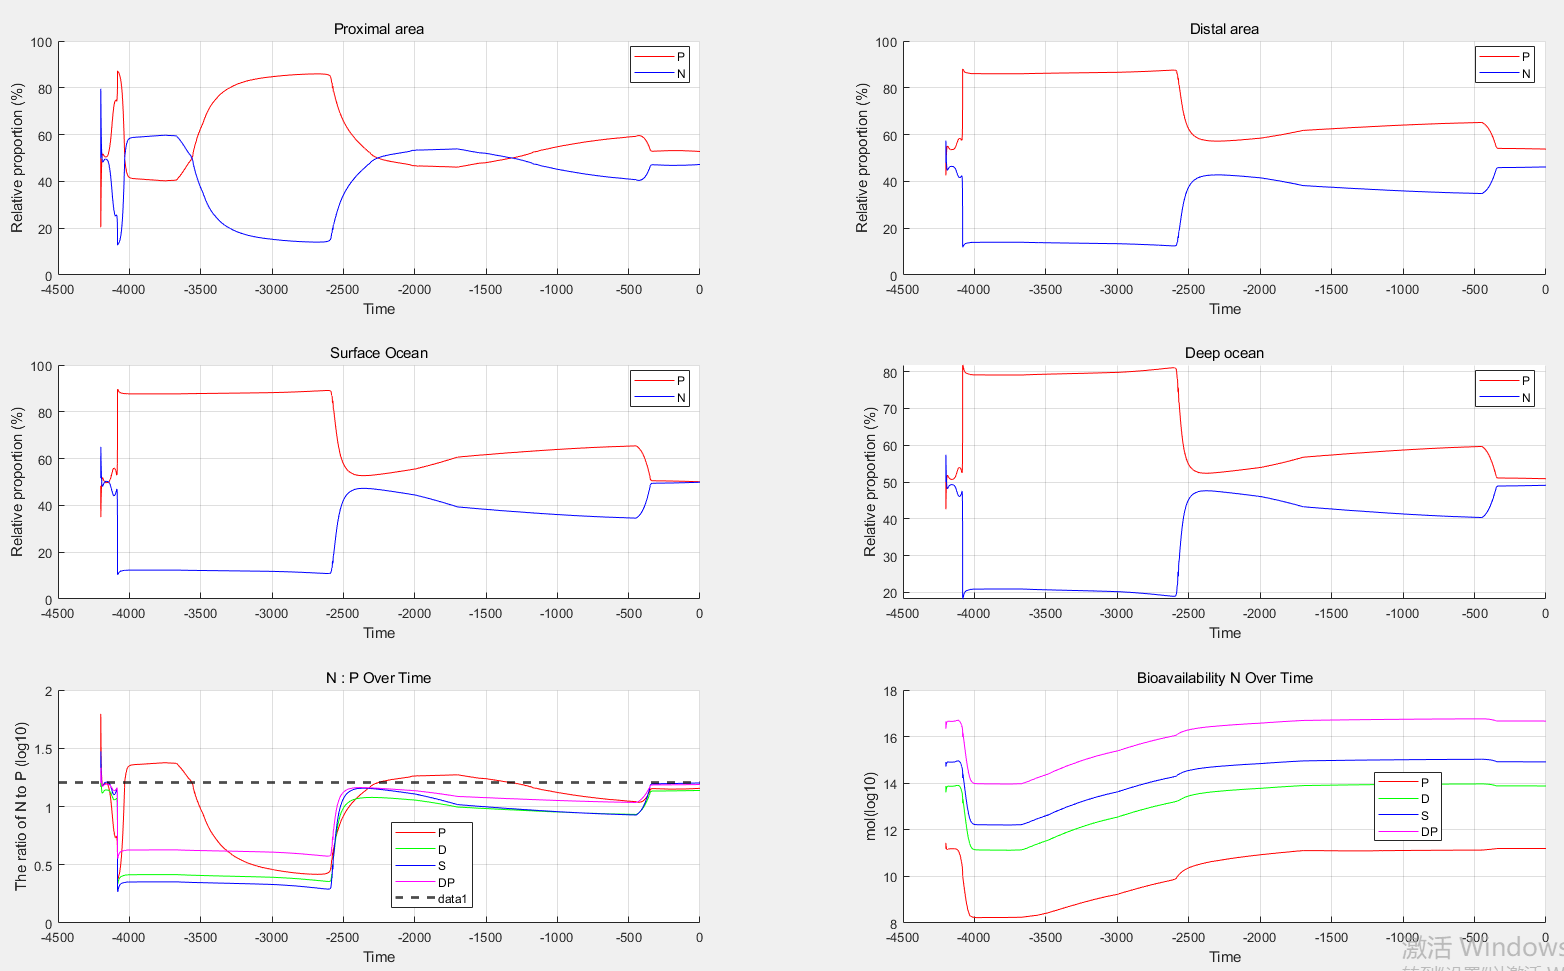 Proximal area
Relative proportion (%)
100
80
60
40
20
0
-4500 -4000 -3500 -3000 -2500 -2000 -1500 -1000 -500 0
Time
P
N
Distal area
Relative proportion (%)
100
80
60
40
20
0
-4500 -4000 -3500 -3000 -2500 -2000 -1500 -1000 -500 0
Time
P
N
Surface Ocean
Relative proportion (%)
100
80
60
40
20
0
-4500 -4000 -3500 -3000 -2500 -2000 -1500 -1000 -500 0
Time
P
N
Deep ocean
Relative proportion (%)
80
70
60
50
40
30
20
-4500 -4000 -3500 -3000 -2500 -2000 -1500 -1000 -500 0
Time
P
N
N : P Over Time
The ratio of N to P (log10)
2
1.5
1
0.5
0
-4500 -4000 -3500 -3000 -2500 -2000 -1500 -1000 -500 0
Time
P
D
S
DP
data1
Bioavailability N Over Time
mol(log10)
18
16
14
12
10
8
-4500 -4000 -3500 -3000 -2500 -2000 -1500 -1000 -500 0
Time
P
D
S
DP
激活 Windows